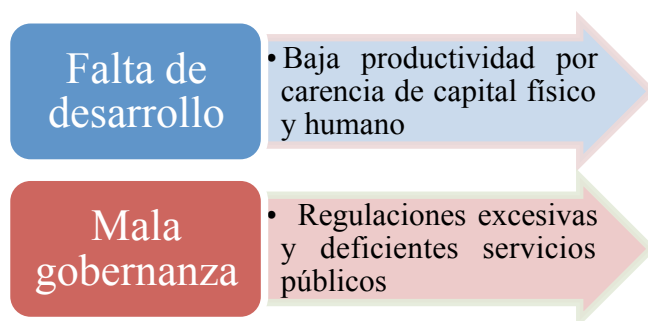 Falta de
desarrollo
• Baja productividad por
carencia de capital físico
y humano
Mala
gobernanza
• Regulaciones excesivas
y deficientes servicios
públicos